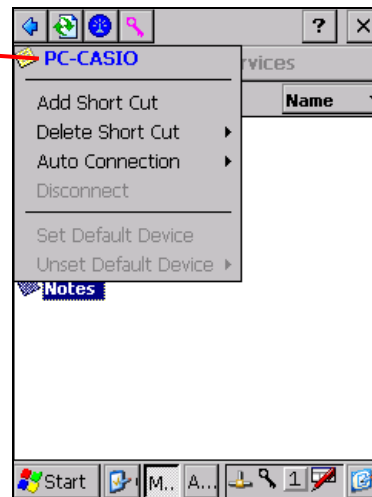 ?
PC-CASIO
rvices
Name
Add Short Cut
Delete Short Cut
Auto Connection
Disconnect
Set Default Device
Unset Default Device
Notes
Start M.. A... 1